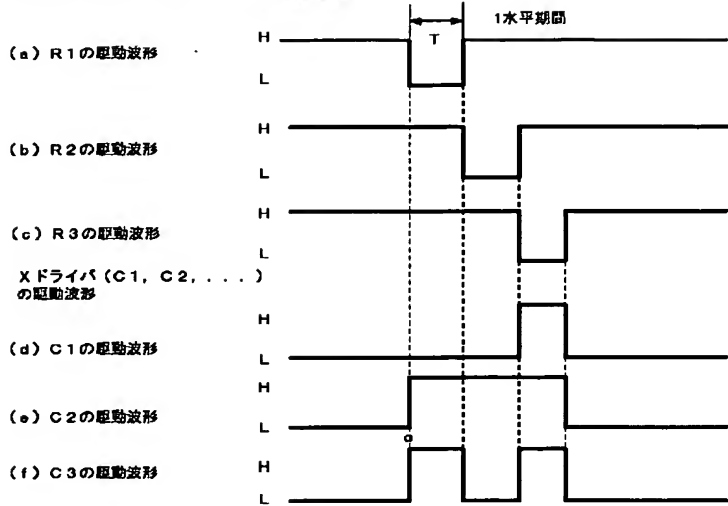 1水平期間
H
T
(a) R1の駆動波形
L
H
(b) R2の駆動波形
L
H
(c) R3の駆動波形
L
Xドライバ (C1, C2, . . . . )
の駆動波形
H
(d) C1の駆動波形
L
H
(e) C2の駆動波形
L
a
H
(f) C3の駆動波形
L